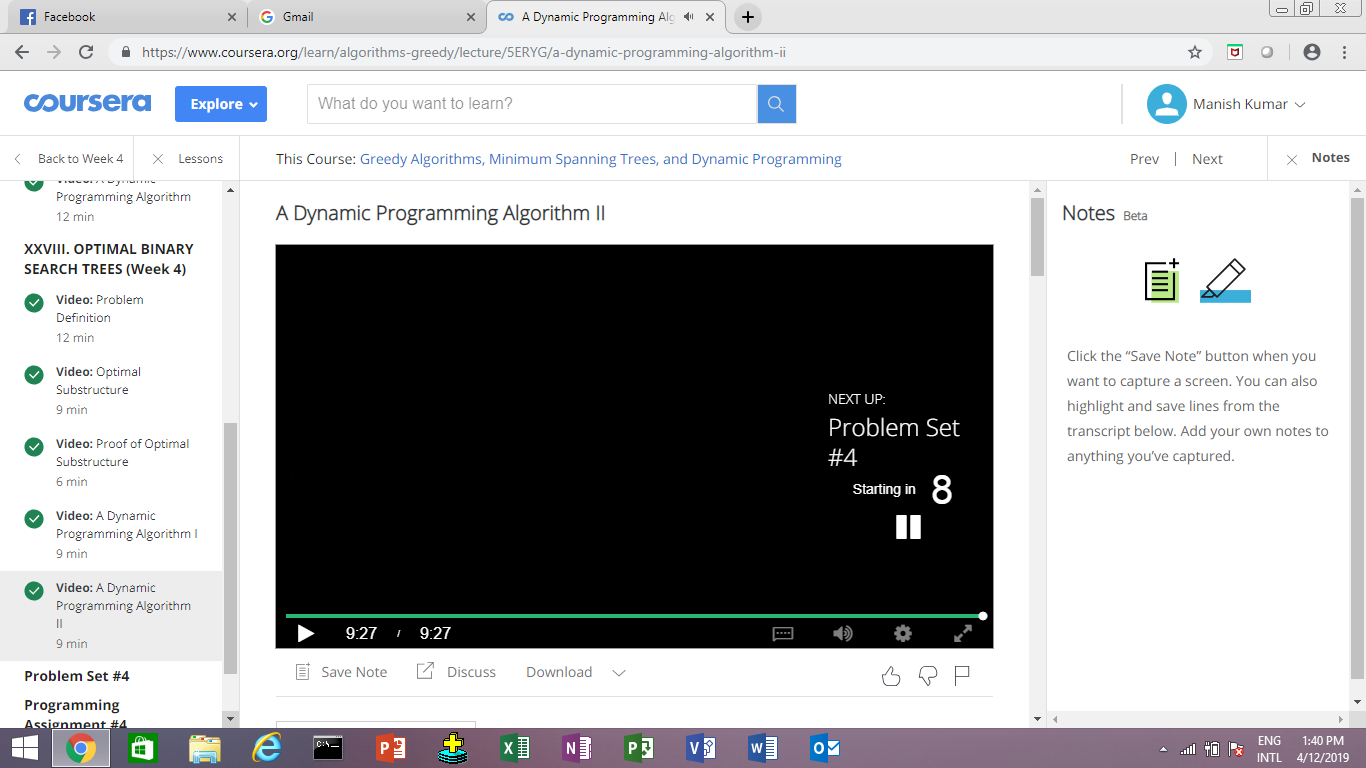 Facebook
Gmail
A Dynamic Programming Alg
https://www.coursera.org/learn/algorithms-greedy/lecture/5ERYG/a-dynamic-programming-algorithm-ii
coursera
Explore
What do you want to learn?
Manish Kumar
Back to Week 4
Lessons
This Course: Greedy Algorithms, Minimum Spanning Trees, and Dynamic Programming
Prev | Next
Notes
Video: A Dynamic
Programming Algorithm
12 min
XXVIII. OPTIMAL BINARY
SEARCH TREES (Week 4)
Video: Problem
Definition
12 min
Video: Optimal
Substructure
9 min
Video: Proof of Optimal
Substructure
6 min
Video: A Dynamic
Programming Algorithm I
9 min
Video: A Dynamic
Programming Algorithm
II
9 min
Problem Set #4
Programming
Assignment #4
A Dynamic Programming Algorithm II
NEXT UP:
Problem Set
#4
Starting in 8
9:27 / 9:27
Save Note
Discuss
Download
Notes Beta
Click the “Save Note” button when you
want to capture a screen. You can also
highlight and save lines from the
transcript below. Add your own notes to
anything you’ve captured.
ENG
INTL
1:40 PM
4/12/2019